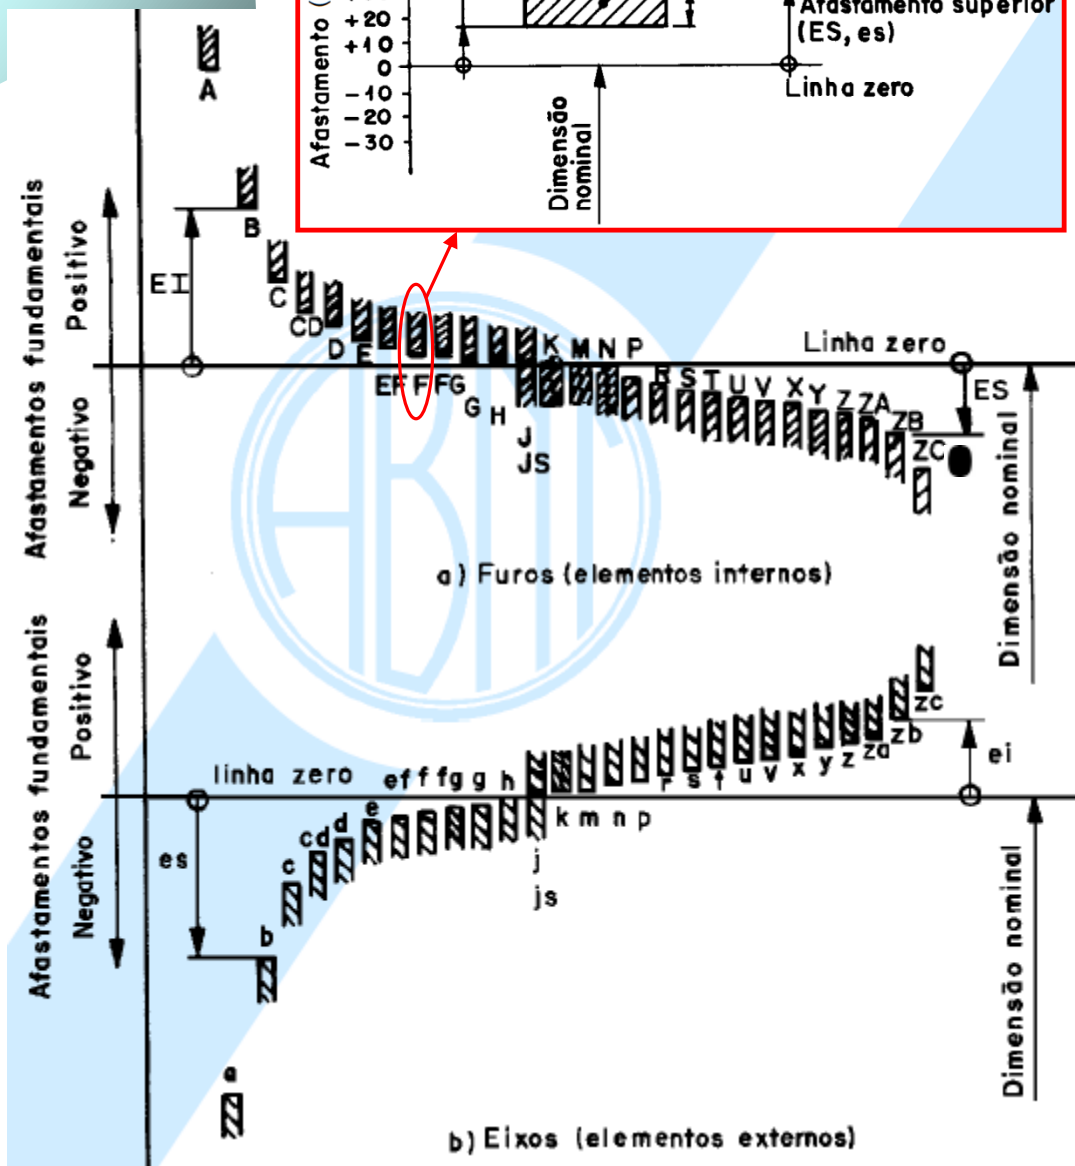 Afastamento (
+20
+10
0
-10
-20
-30
Afastamento superior
(ES, es)
Linha zero
Dimensão
nominal
Afastamentos fundamentais
Positivo
Negativo
A
B
EI
C
CD
D
E
EF
F
FG
G
H
J
JS
K
M
N
P
R
S
T
U
V
X
Y
Z
ZA
ZB
ZC
Linha zero
ES
Dimensão nominal
ABNT
a) Furos (elementos internos)
Afastamentos fundamentais
Positivo
Negativo
linha zero
es
a
b
c
cd
d
e
ef
f
fg
g
h
j
js
k
m
n
p
r
s
t
u
v
x
y
z
za
zb
zc
ei
Dimensão nominal
b) Eixos (elementos externos)